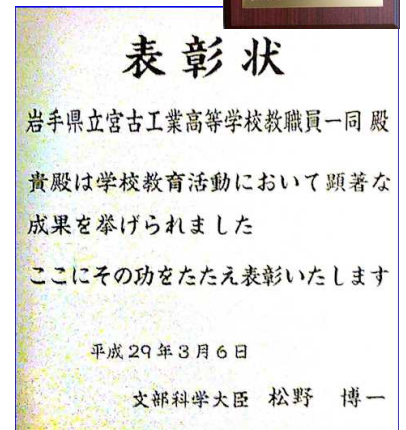 表彰状
岩手県立宮古工業高等学校教職員一同 殿
貴殿は学校教育活動において顕著な
成果を挙げられました
ここにその功をたたえ表彰いたします
平成29年3月6日
文部科学大臣 松野 博一